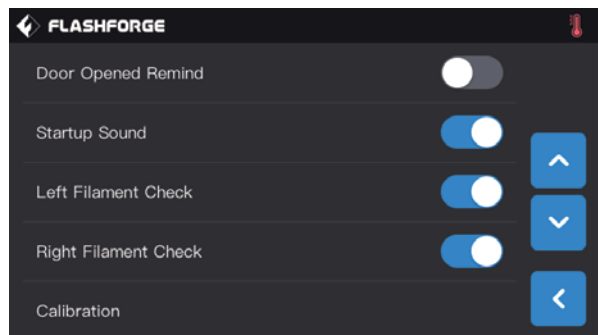 FLASHFORGE
Door Opened Remind
Startup Sound
Left Filament Check
Right Filament Check
Calibration